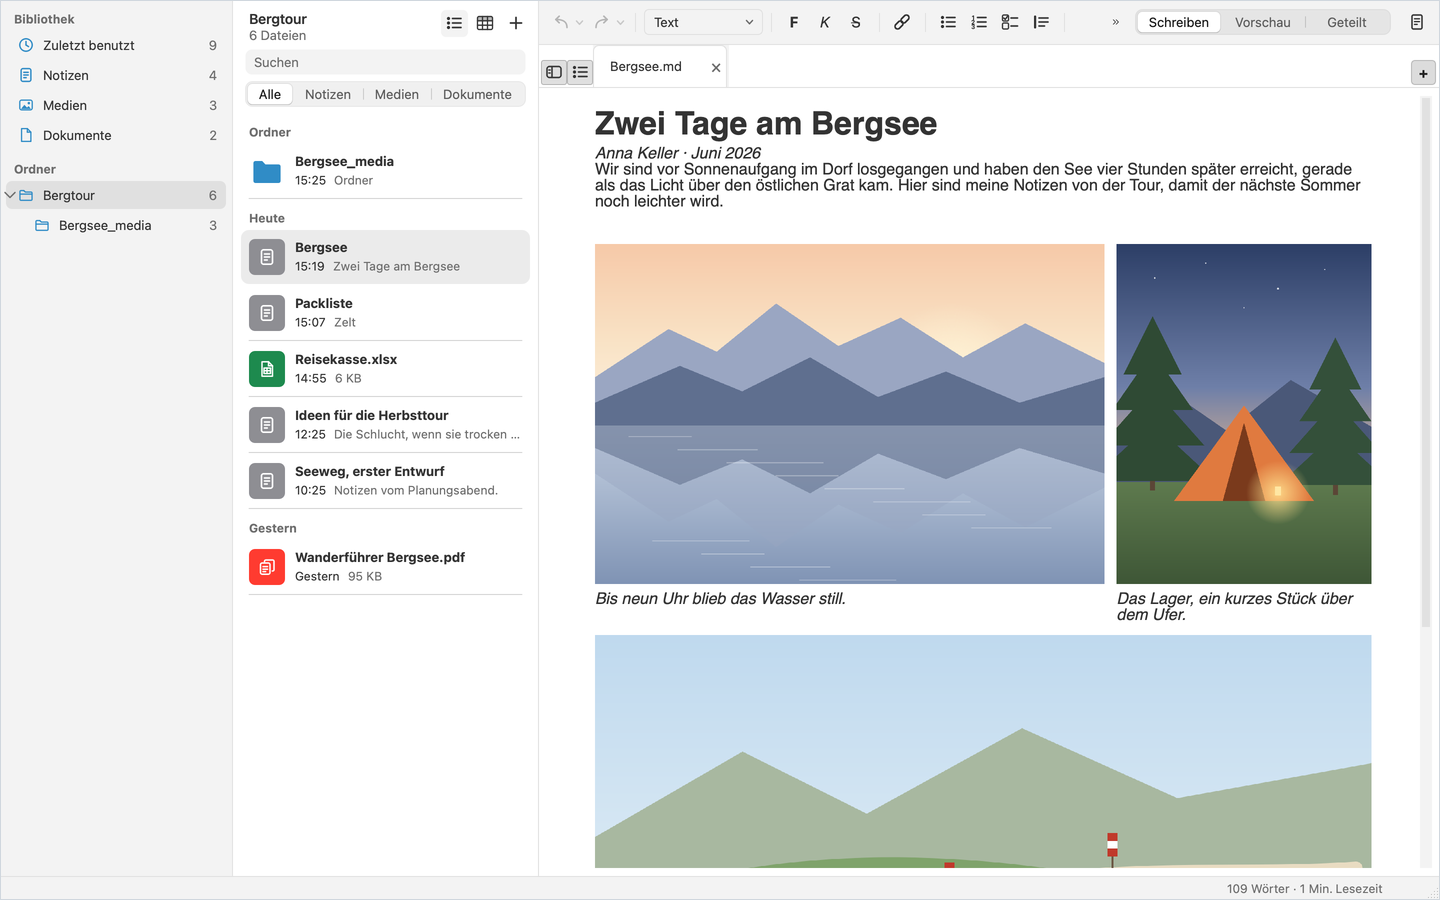 Bibliothek
Zuletzt benutzt 9
Notizen 4
Medien 3
Dokumente 2
Ordner
Bergtour 6
Bergsee_media 3
Bergtour
6 Dateien
Suchen
Alle Notizen Medien Dokumente
Ordner
Bergsee_media
15:25 Ordner
Heute
Bergsee
15:19 Zwei Tage am Bergsee
Packliste
15:07 Zelt
Reisekasse.xlsx
14:55 6 KB
Ideen für die Herbsttour
12:25 Die Schlucht, wenn sie trocken ...
Seeweg, erster Entwurf
10:25 Notizen vom Planungsabend.
Gestern
Wanderführer Bergsee.pdf
Gestern 95 KB
Text F K S » Schreiben Vorschau Geteilt
Bergsee.md
Zwei Tage am Bergsee
Anna Keller · Juni 2026
Wir sind vor Sonnenaufgang im Dorf losgegangen und haben den See vier Stunden später erreicht, gerade
als das Licht über den östlichen Grat kam. Hier sind meine Notizen von der Tour, damit der nächste Sommer
noch leichter wird.
Bis neun Uhr blieb das Wasser still.
Das Lager, ein kurzes Stück über
dem Ufer.
109 Wörter · 1 Min. Lesezeit